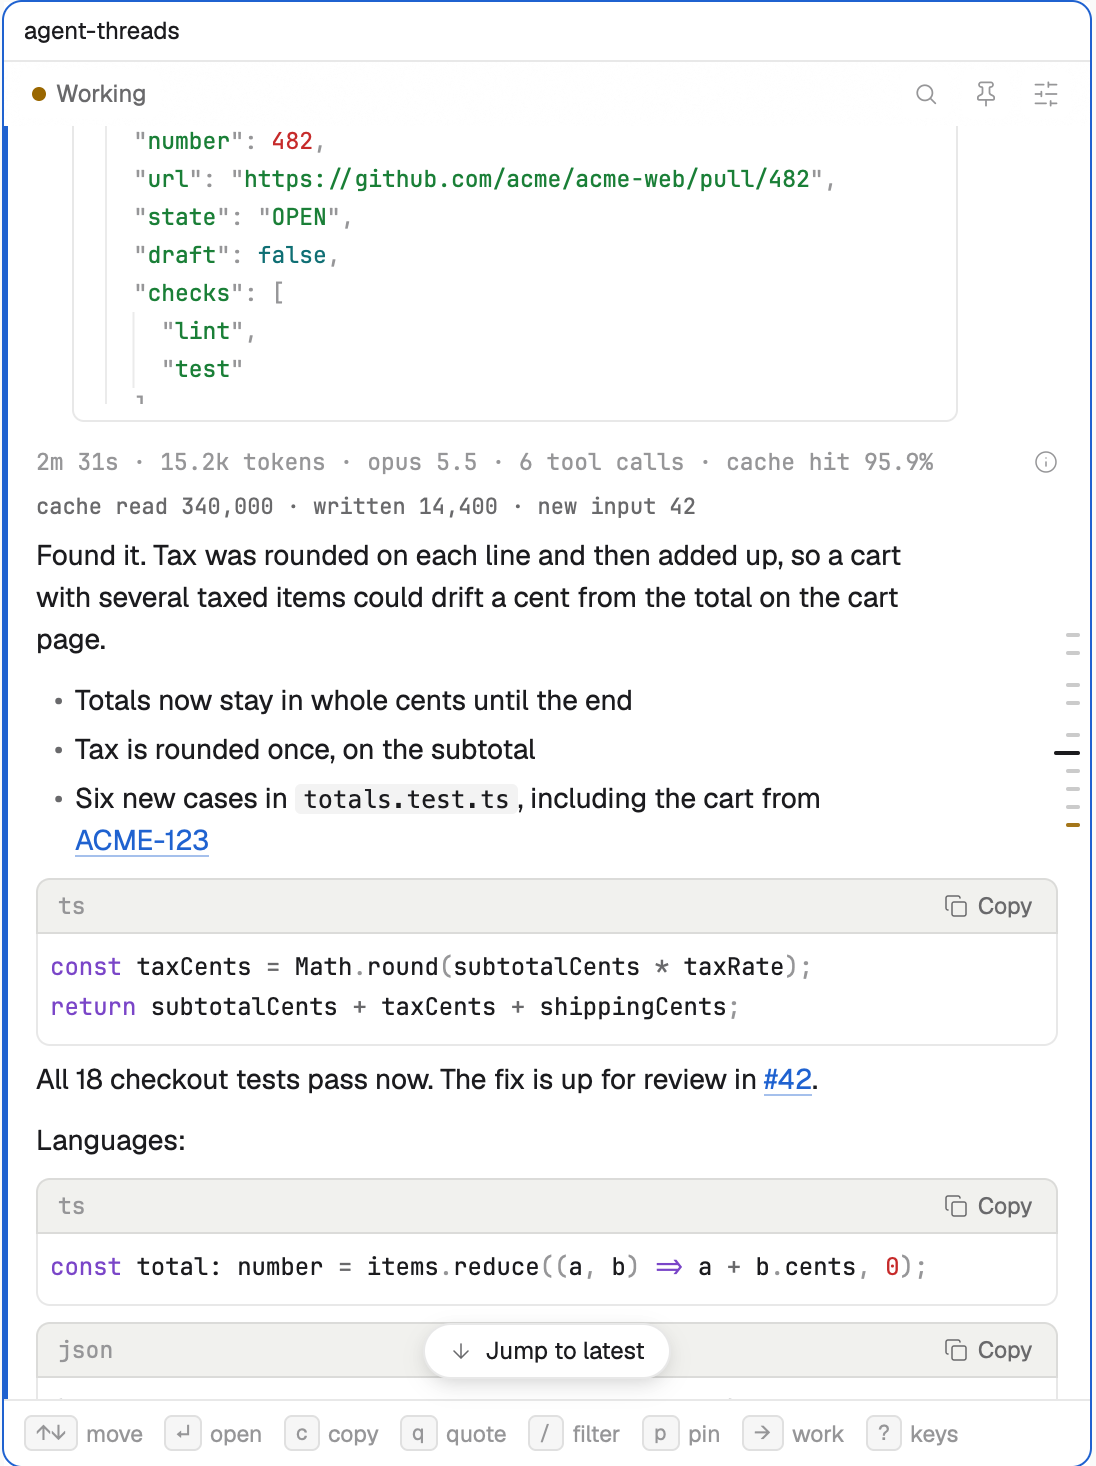 agent-threads
Working
"number": 482,
"url": "https://github.com/acme/acme-web/pull/482",
"state": "OPEN",
"draft": false,
"checks": [
"lint",
"test"
]
2m 31s · 15.2k tokens · opus 5.5 · 6 tool calls · cache hit 95.9%
cache read 340,000 · written 14,400 · new input 42
Found it. Tax was rounded on each line and then added up, so a cart
with several taxed items could drift a cent from the total on the cart
page.
• Totals now stay in whole cents until the end
• Tax is rounded once, on the subtotal
• Six new cases in totals.test.ts, including the cart from
ACME-123
ts Copy
const taxCents = Math.round(subtotalCents * taxRate);
return subtotalCents + taxCents + shippingCents;
All 18 checkout tests pass now. The fix is up for review in #42.
Languages:
ts Copy
const total: number = items.reduce((a, b) => a + b.cents, 0);
json Copy
↓ Jump to latest
↑↓ move ↵ open c copy q quote / filter p pin → work ? keys